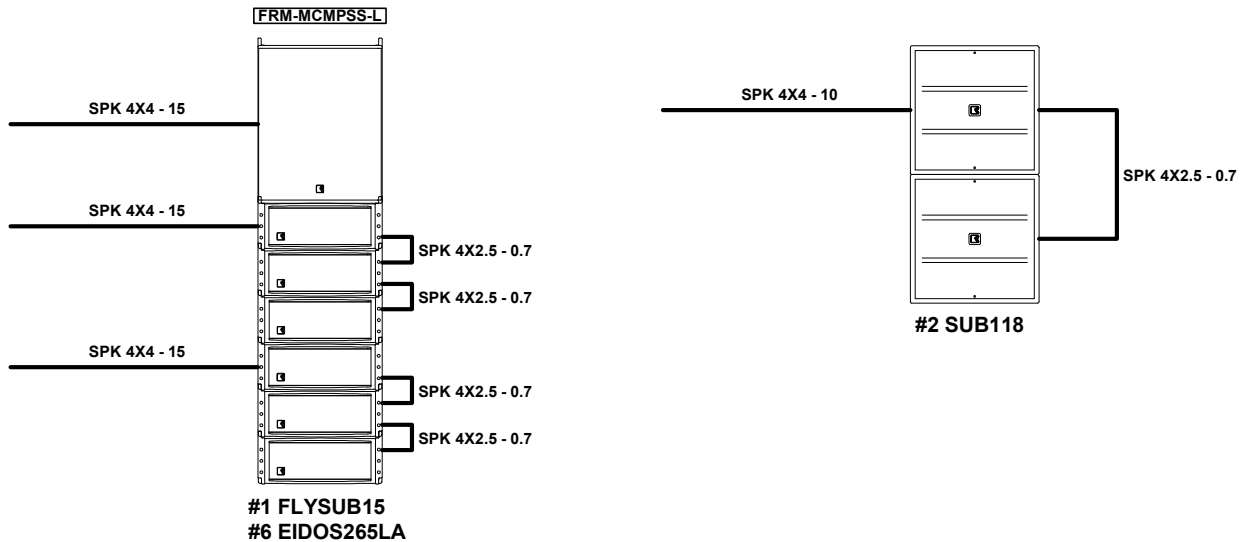 FRM-MCMPSS-L
SPK 4X4 - 15
SPK 4X4 - 15
SPK 4X2.5 - 0.7
SPK 4X2.5 - 0.7
SPK 4X4 - 15
SPK 4X2.5 - 0.7
SPK 4X2.5 - 0.7
#1 FLYSUB15
#6 EIDOS265LA
SPK 4X4 - 10
SPK 4X2.5 - 0.7
#2 SUB118